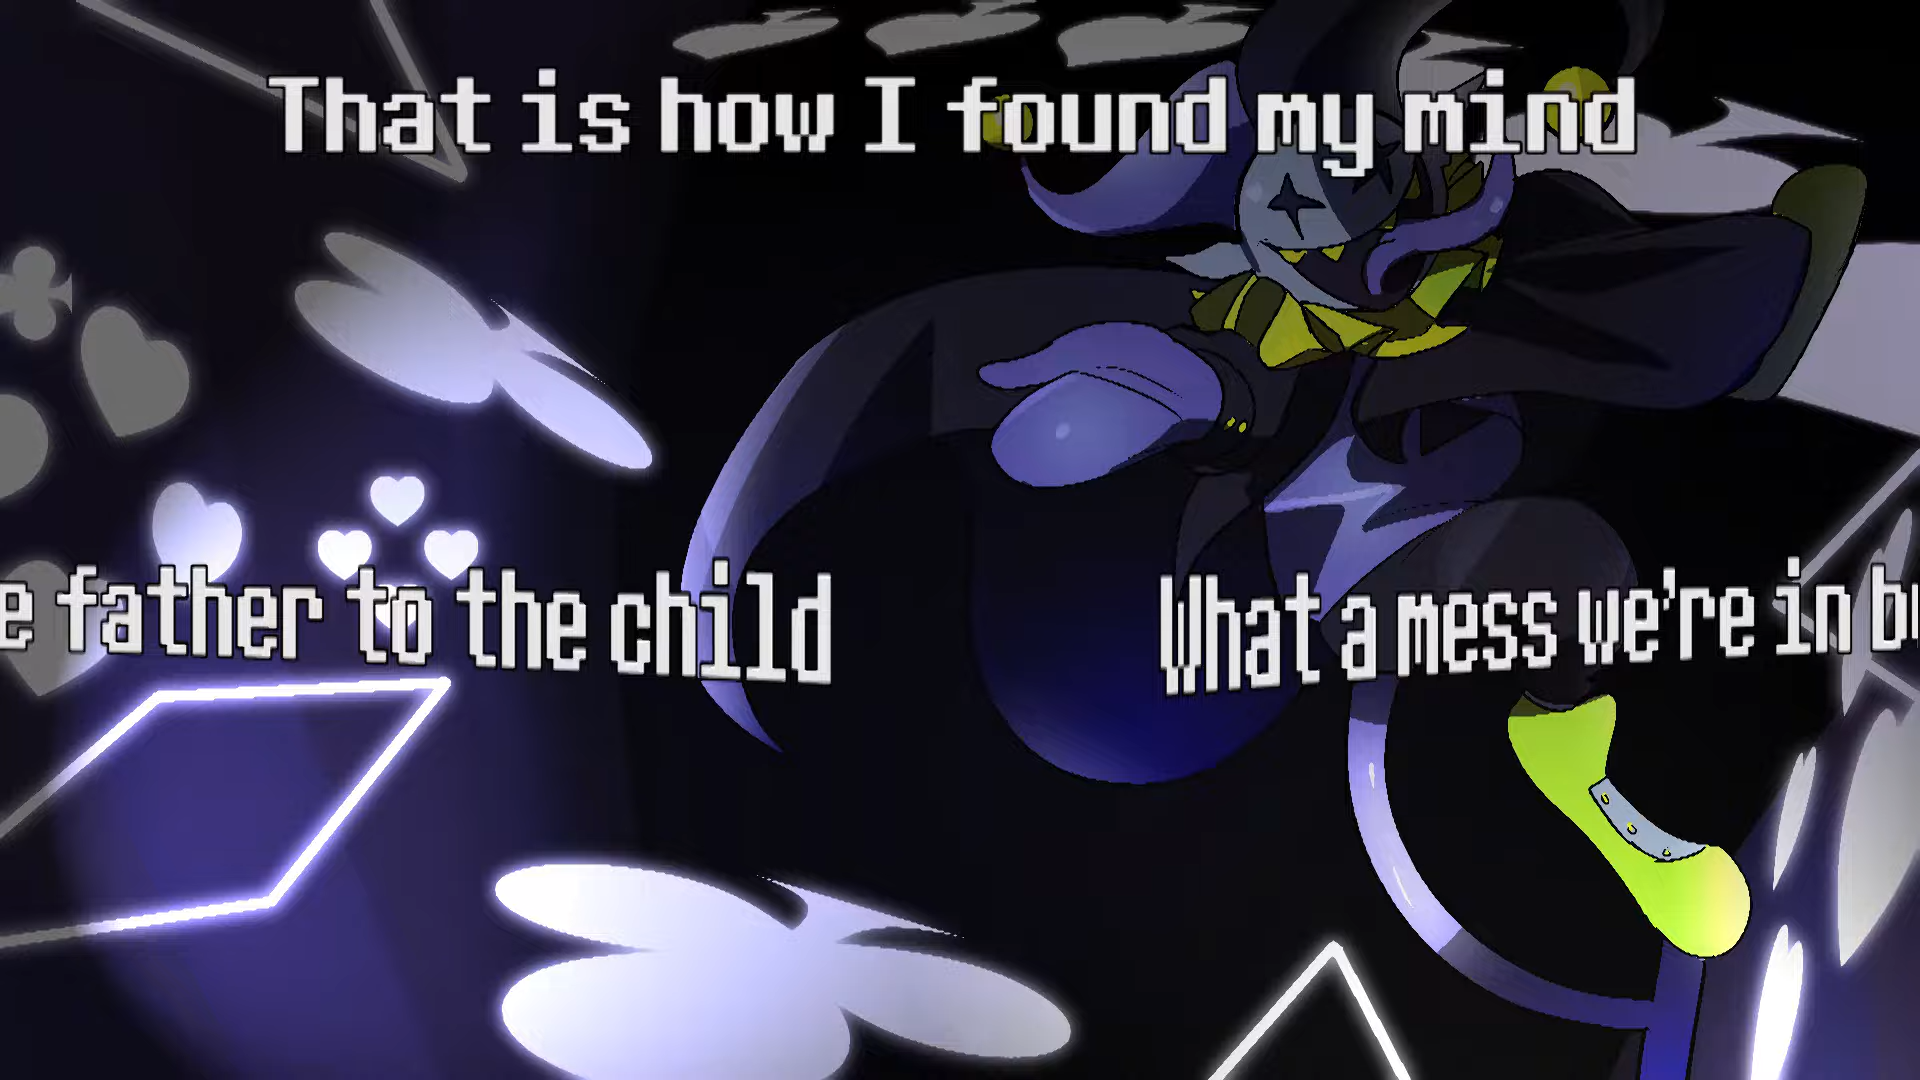 That is how I found my mind
e father to the child
What a mess we're in